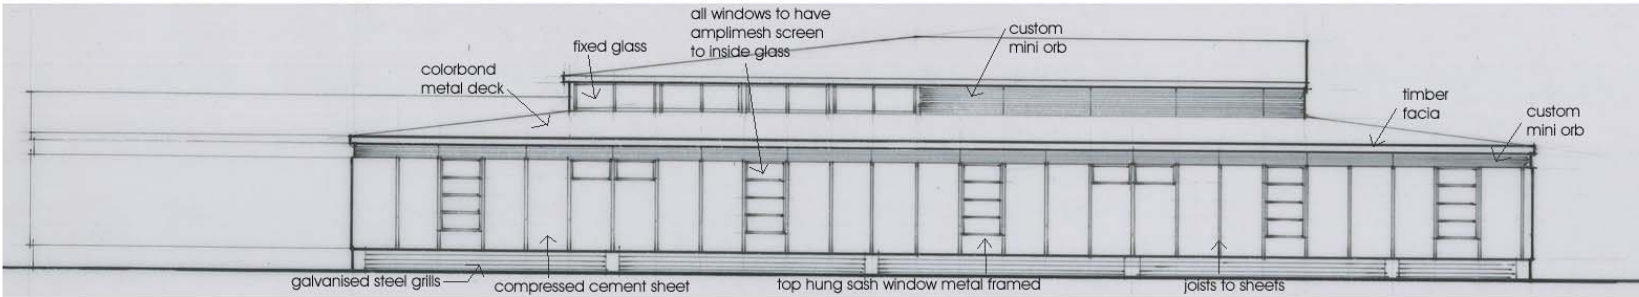 all windows to have
amplimesh screen
to inside glass
custom
mini orb
fixed glass
colorbond
metal deck
timber
facia
custom
mini orb
galvanised steel grills
compressed cement sheet
top hung sash window metal framed
joists to sheets